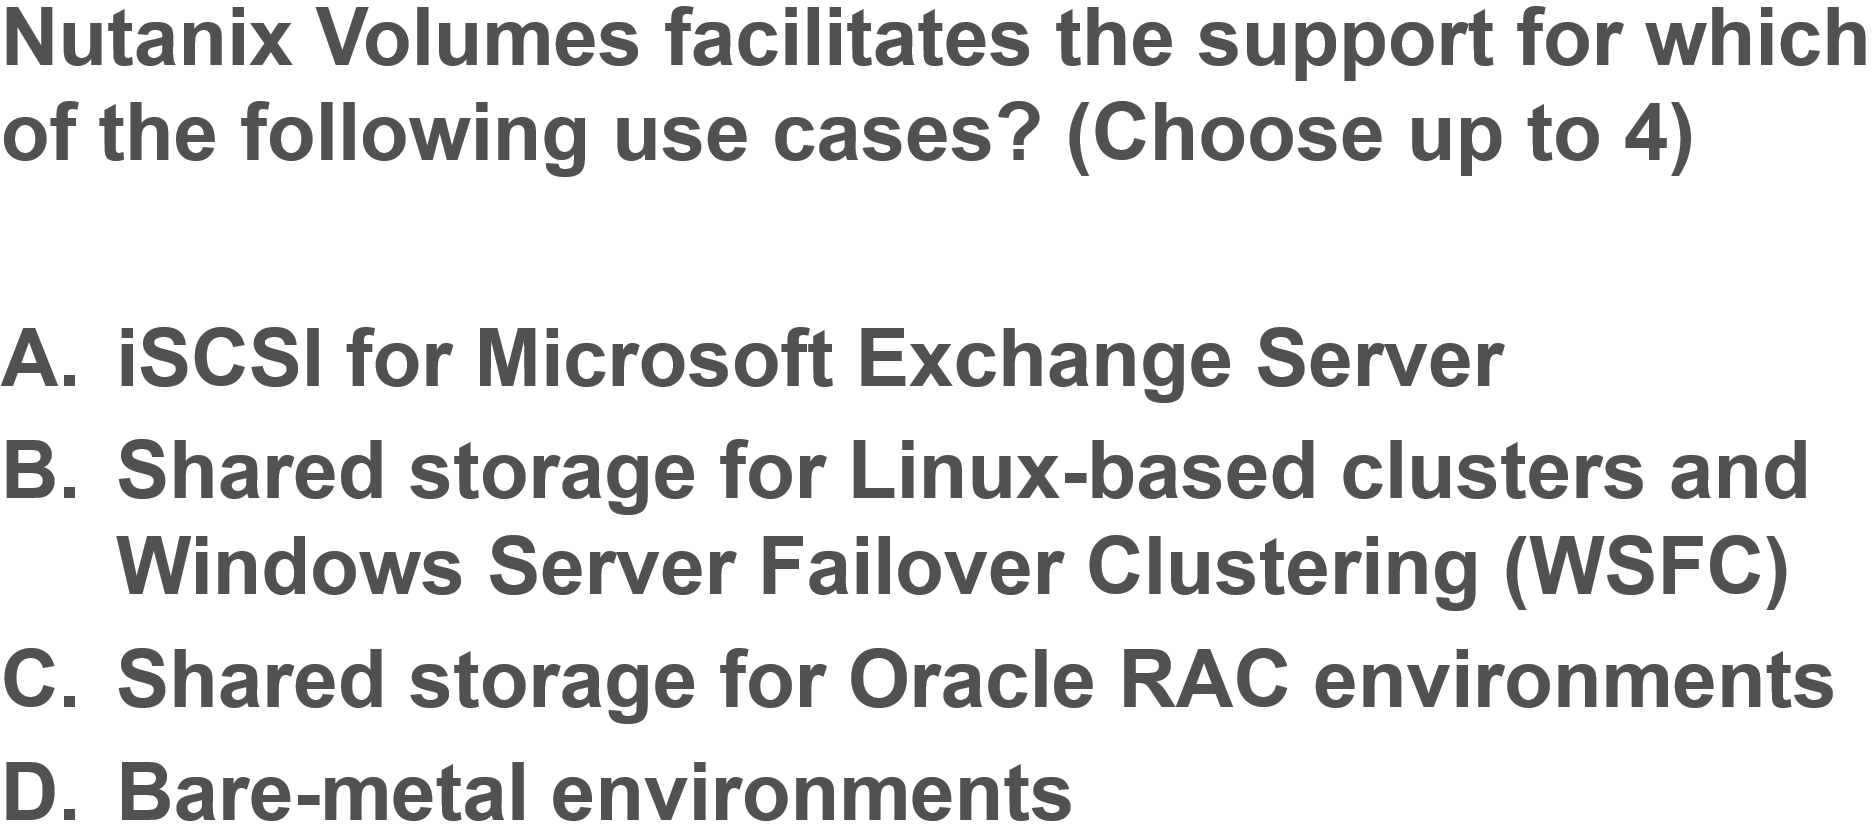 Nutanix Volumes facilitates the support for which
of the following use cases? (Choose up to 4)
A. iSCSI for Microsoft Exchange Server
B. Shared storage for Linux-based clusters and
Windows Server Failover Clustering (WSFC)
C. Shared storage for Oracle RAC environments
D. Bare-metal environments